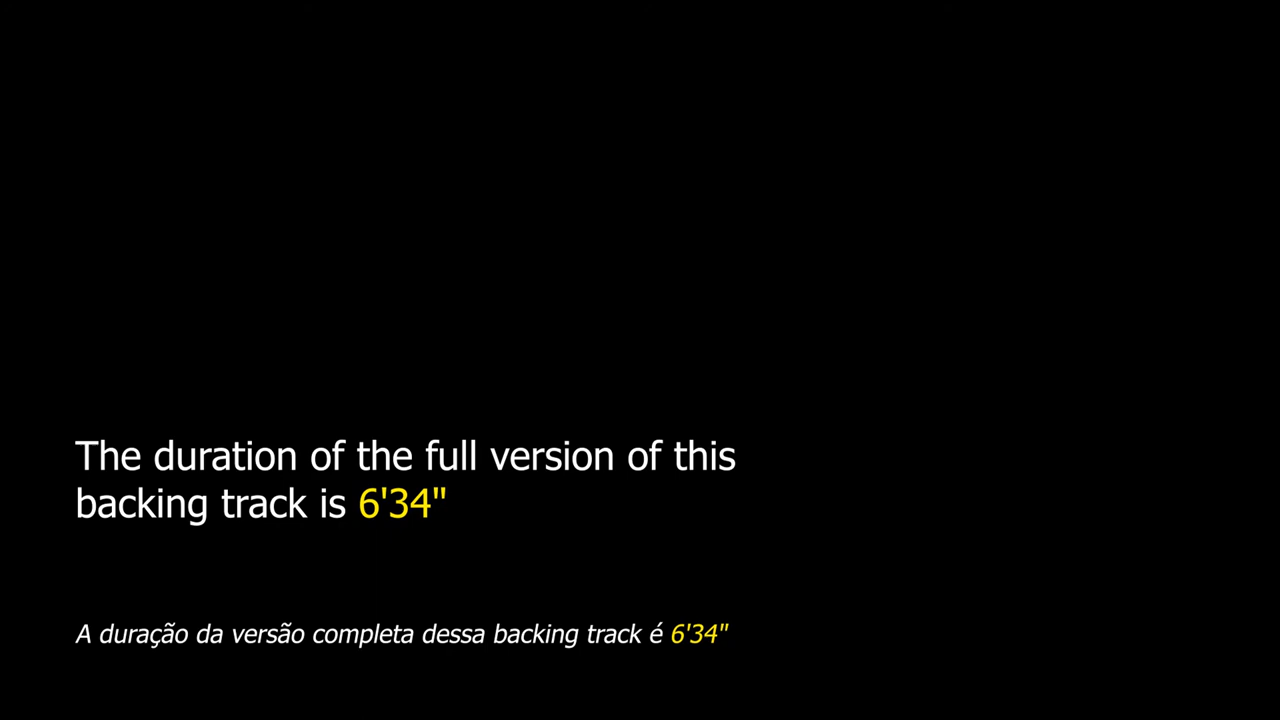 The duration of the full version of this
backing track is 6'34"
A duração da versão completa dessa backing track é 6'34"